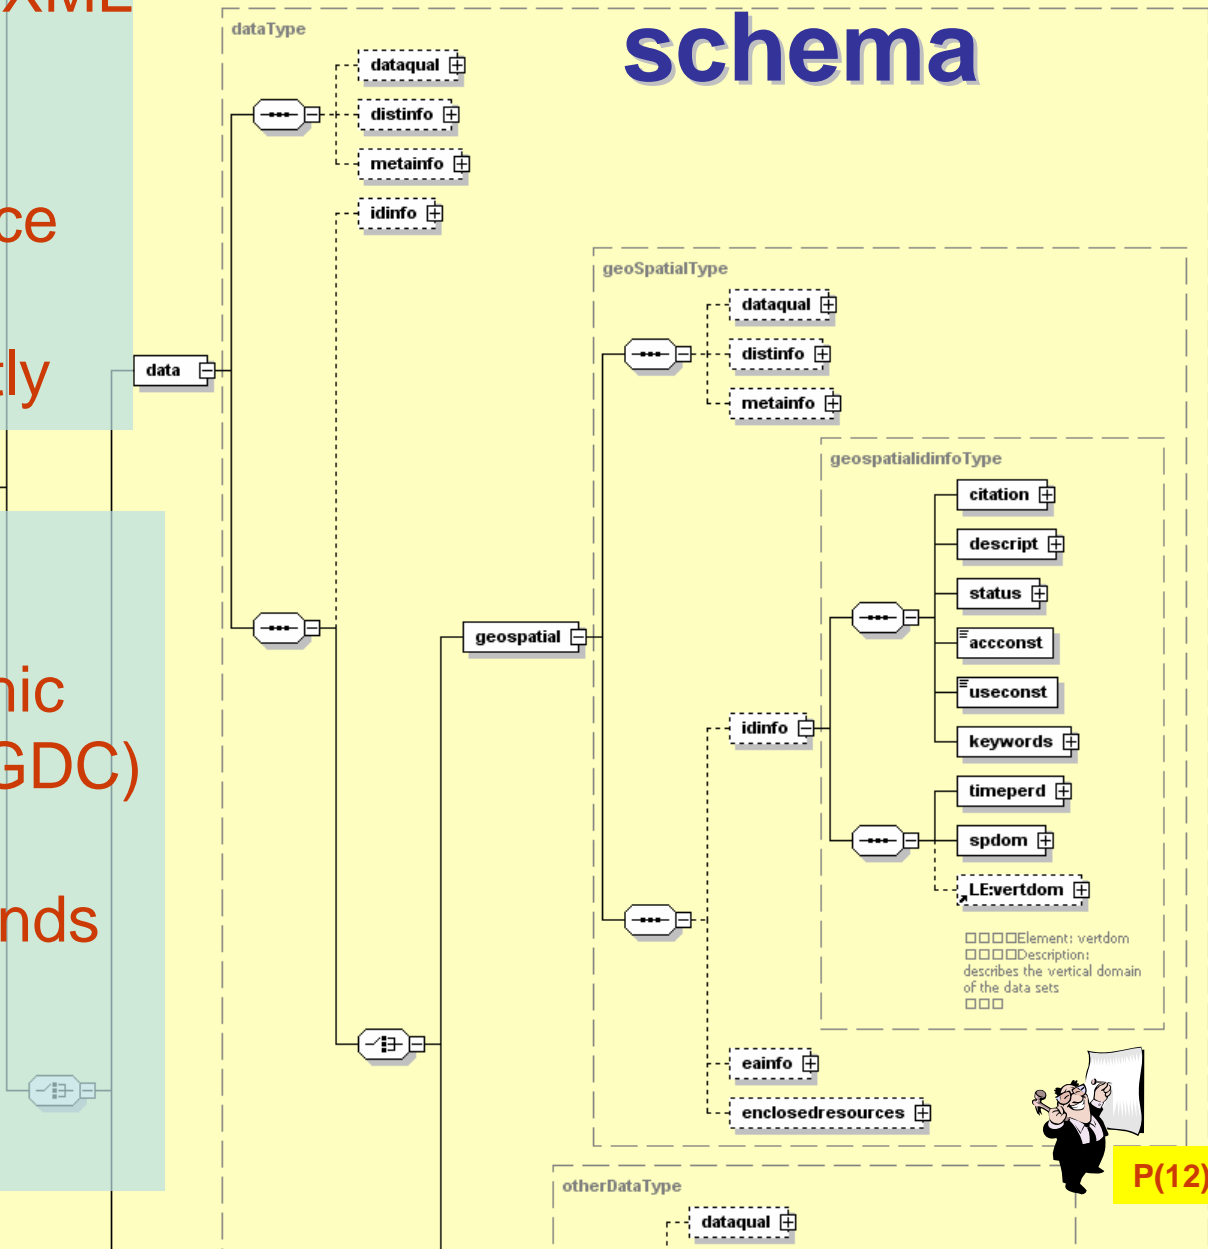 XML
schema
dataType
dataqual
distinfo
metainfo
idinfo
ce
tly
data
nic
GDC)
nds
geospatial
geoSpatialType
dataqual
distinfo
metainfo
idinfo
geospatialidinfoType
citation
descript
status
accconst
useconst
keywords
timeperd
spdom
LE:vertdom
□□□□Element: vertdom
□□□□Description:
describes the vertical domain
of the data sets
□□□
eainfo
enclosedresources
P(12)
otherDataType
dataqual